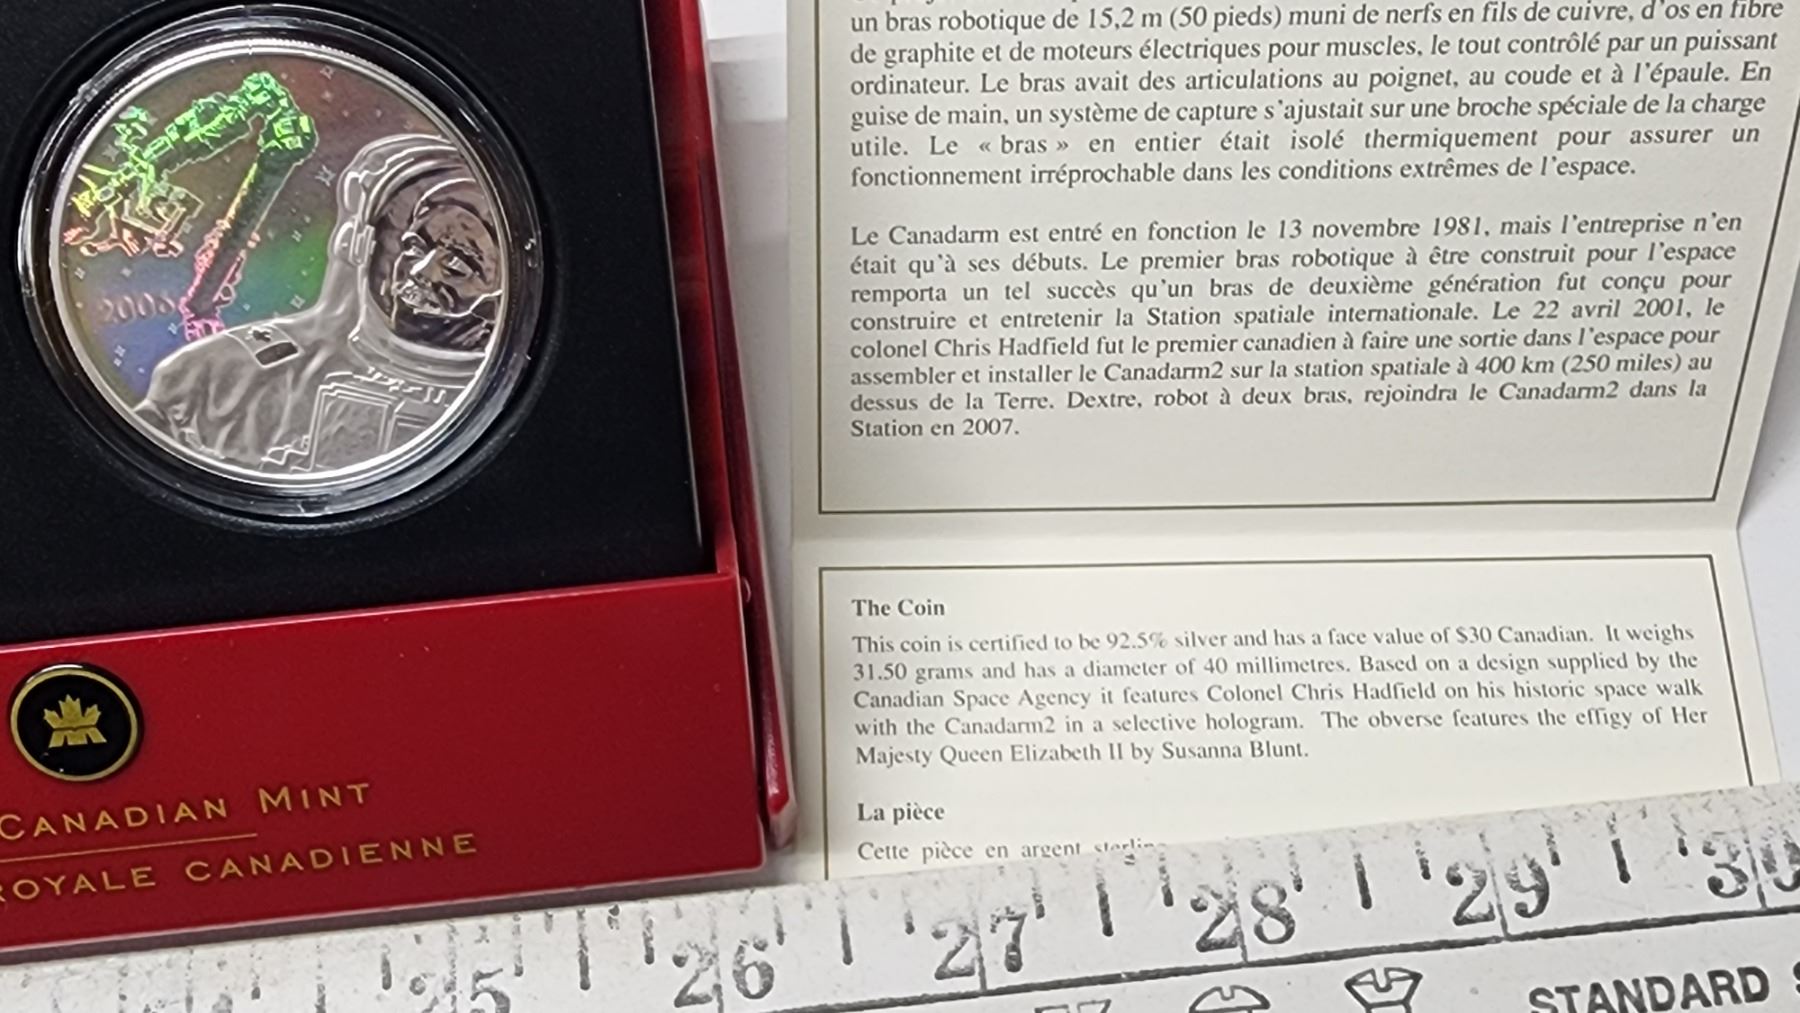 2006
CANADIAN MINT
ROYALE CANADIENNE
un bras robotique de 15,2 m (50 pieds) muni de nerfs en fils de cuivre, d'os en fibre
de graphite et de moteurs électriques pour muscles, le tout contrôlé par un puissant
ordinateur. Le bras avait des articulations au poignet, au coude et à l'épaule. En
guise de main, un système de capture s'ajustait sur une broche spéciale de la charge
utile. Le « bras » en entier était isolé thermiquement pour assurer un
fonctionnement irréprochable dans les conditions extrêmes de l'espace.
Le Canadarm est entré en fonction le 13 novembre 1981, mais l'entreprise n'en
était qu'à ses débuts. Le premier bras robotique à être construit pour l'espace
remporta un tel succès qu'un bras de deuxième génération fut conçu pour
construire et entretenir la Station spatiale internationale. Le 22 avril 2001, le
colonel Chris Hadfield fut le premier canadien à faire une sortie dans l'espace pour
assembler et installer le Canadarm2 sur la station spatiale à 400 km (250 miles) au
dessus de la Terre. Dextre, robot à deux bras, rejoindra le Canadarm2 dans la
Station en 2007.
The Coin
This coin is certified to be 92.5% silver and has a face value of $30 Canadian. It weighs
31.50 grams and has a diameter of 40 millimetres. Based on a design supplied by the
Canadian Space Agency it features Colonel Chris Hadfield on his historic space walk
with the Canadarm2 in a selective hologram. The obverse features the effigy of Her
Majesty Queen Elizabeth II by Susanna Blunt.
La pièce
Cette pièce en argent
25 26 27 28 29 30
STANDARD